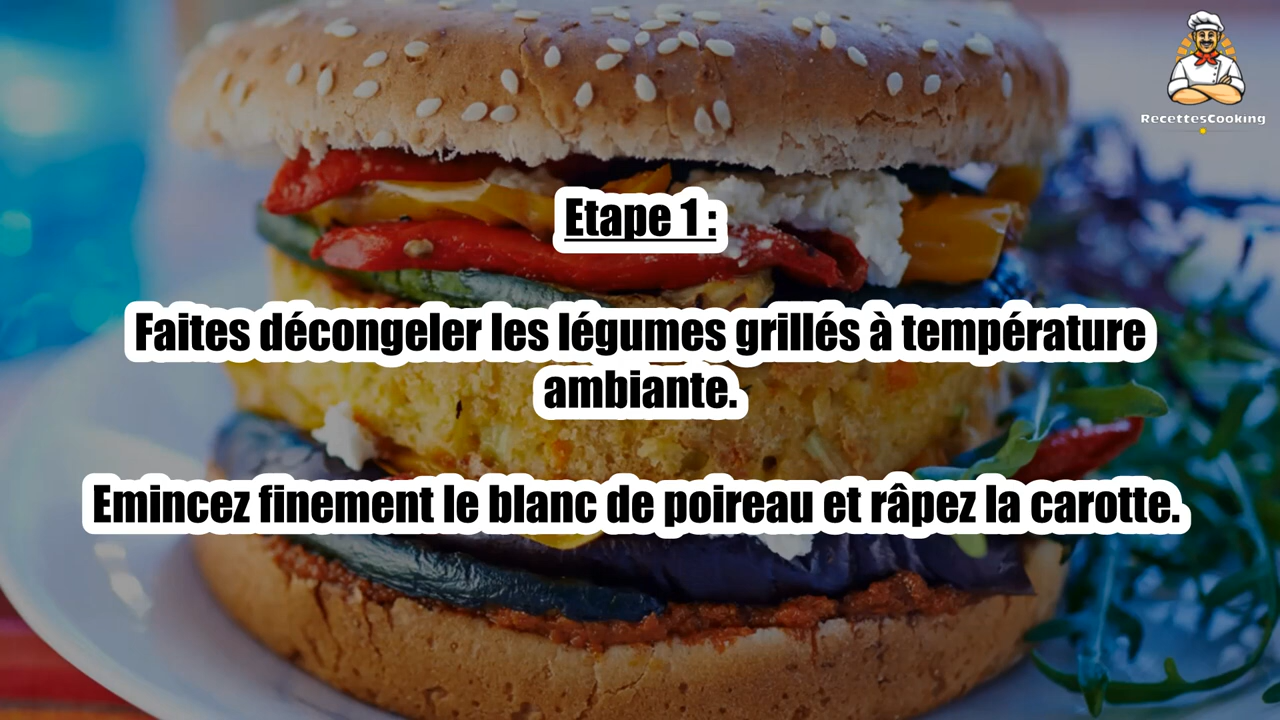 RecettesCooking
Etape 1 :
Faites décongeler les légumes grillés à température
ambiante.
Emincez finement le blanc de poireau et râpez la carotte.